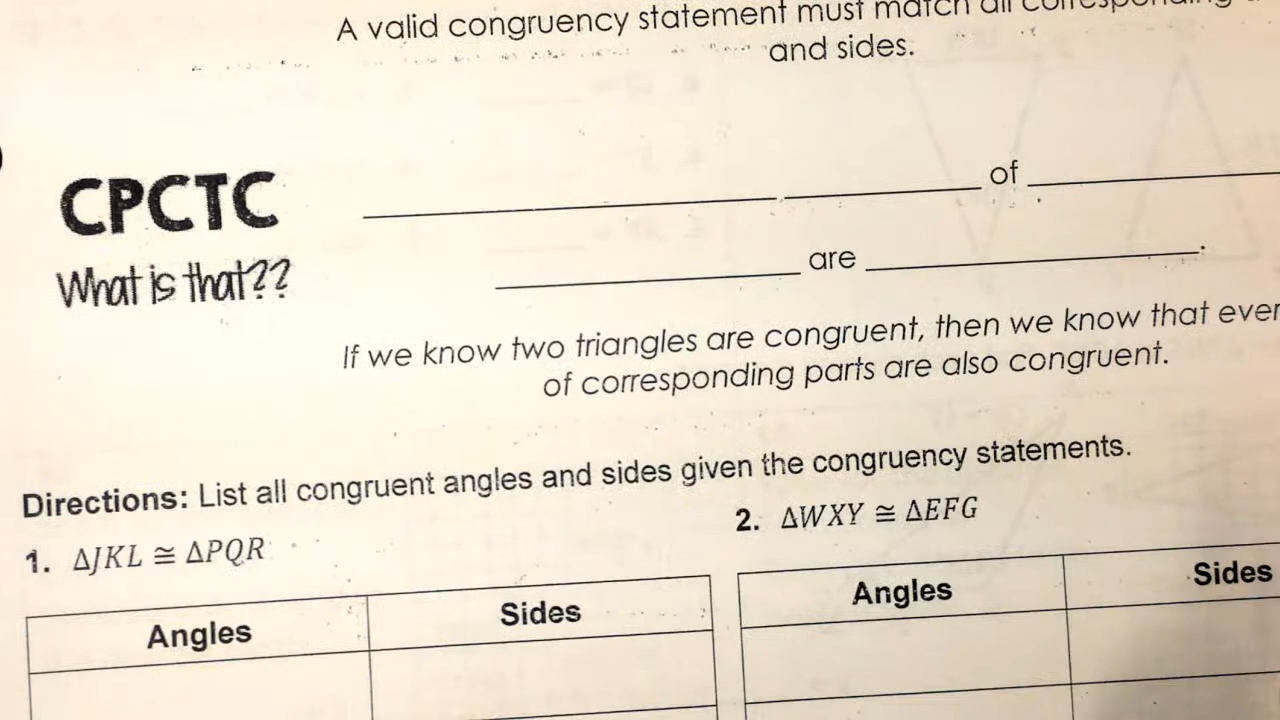 A valid congruency statement must match all
and sides.
CPCTC
of
What is that??
are
.
If we know two triangles are congruent, then we know that
of corresponding parts are also congruent.
Directions: List all congruent angles and sides given the congruency statements.
1. ΔJKL ≅ ΔPQR
2. ΔWXY ≅ ΔEFG
Angles
Sides
Angles
Sides